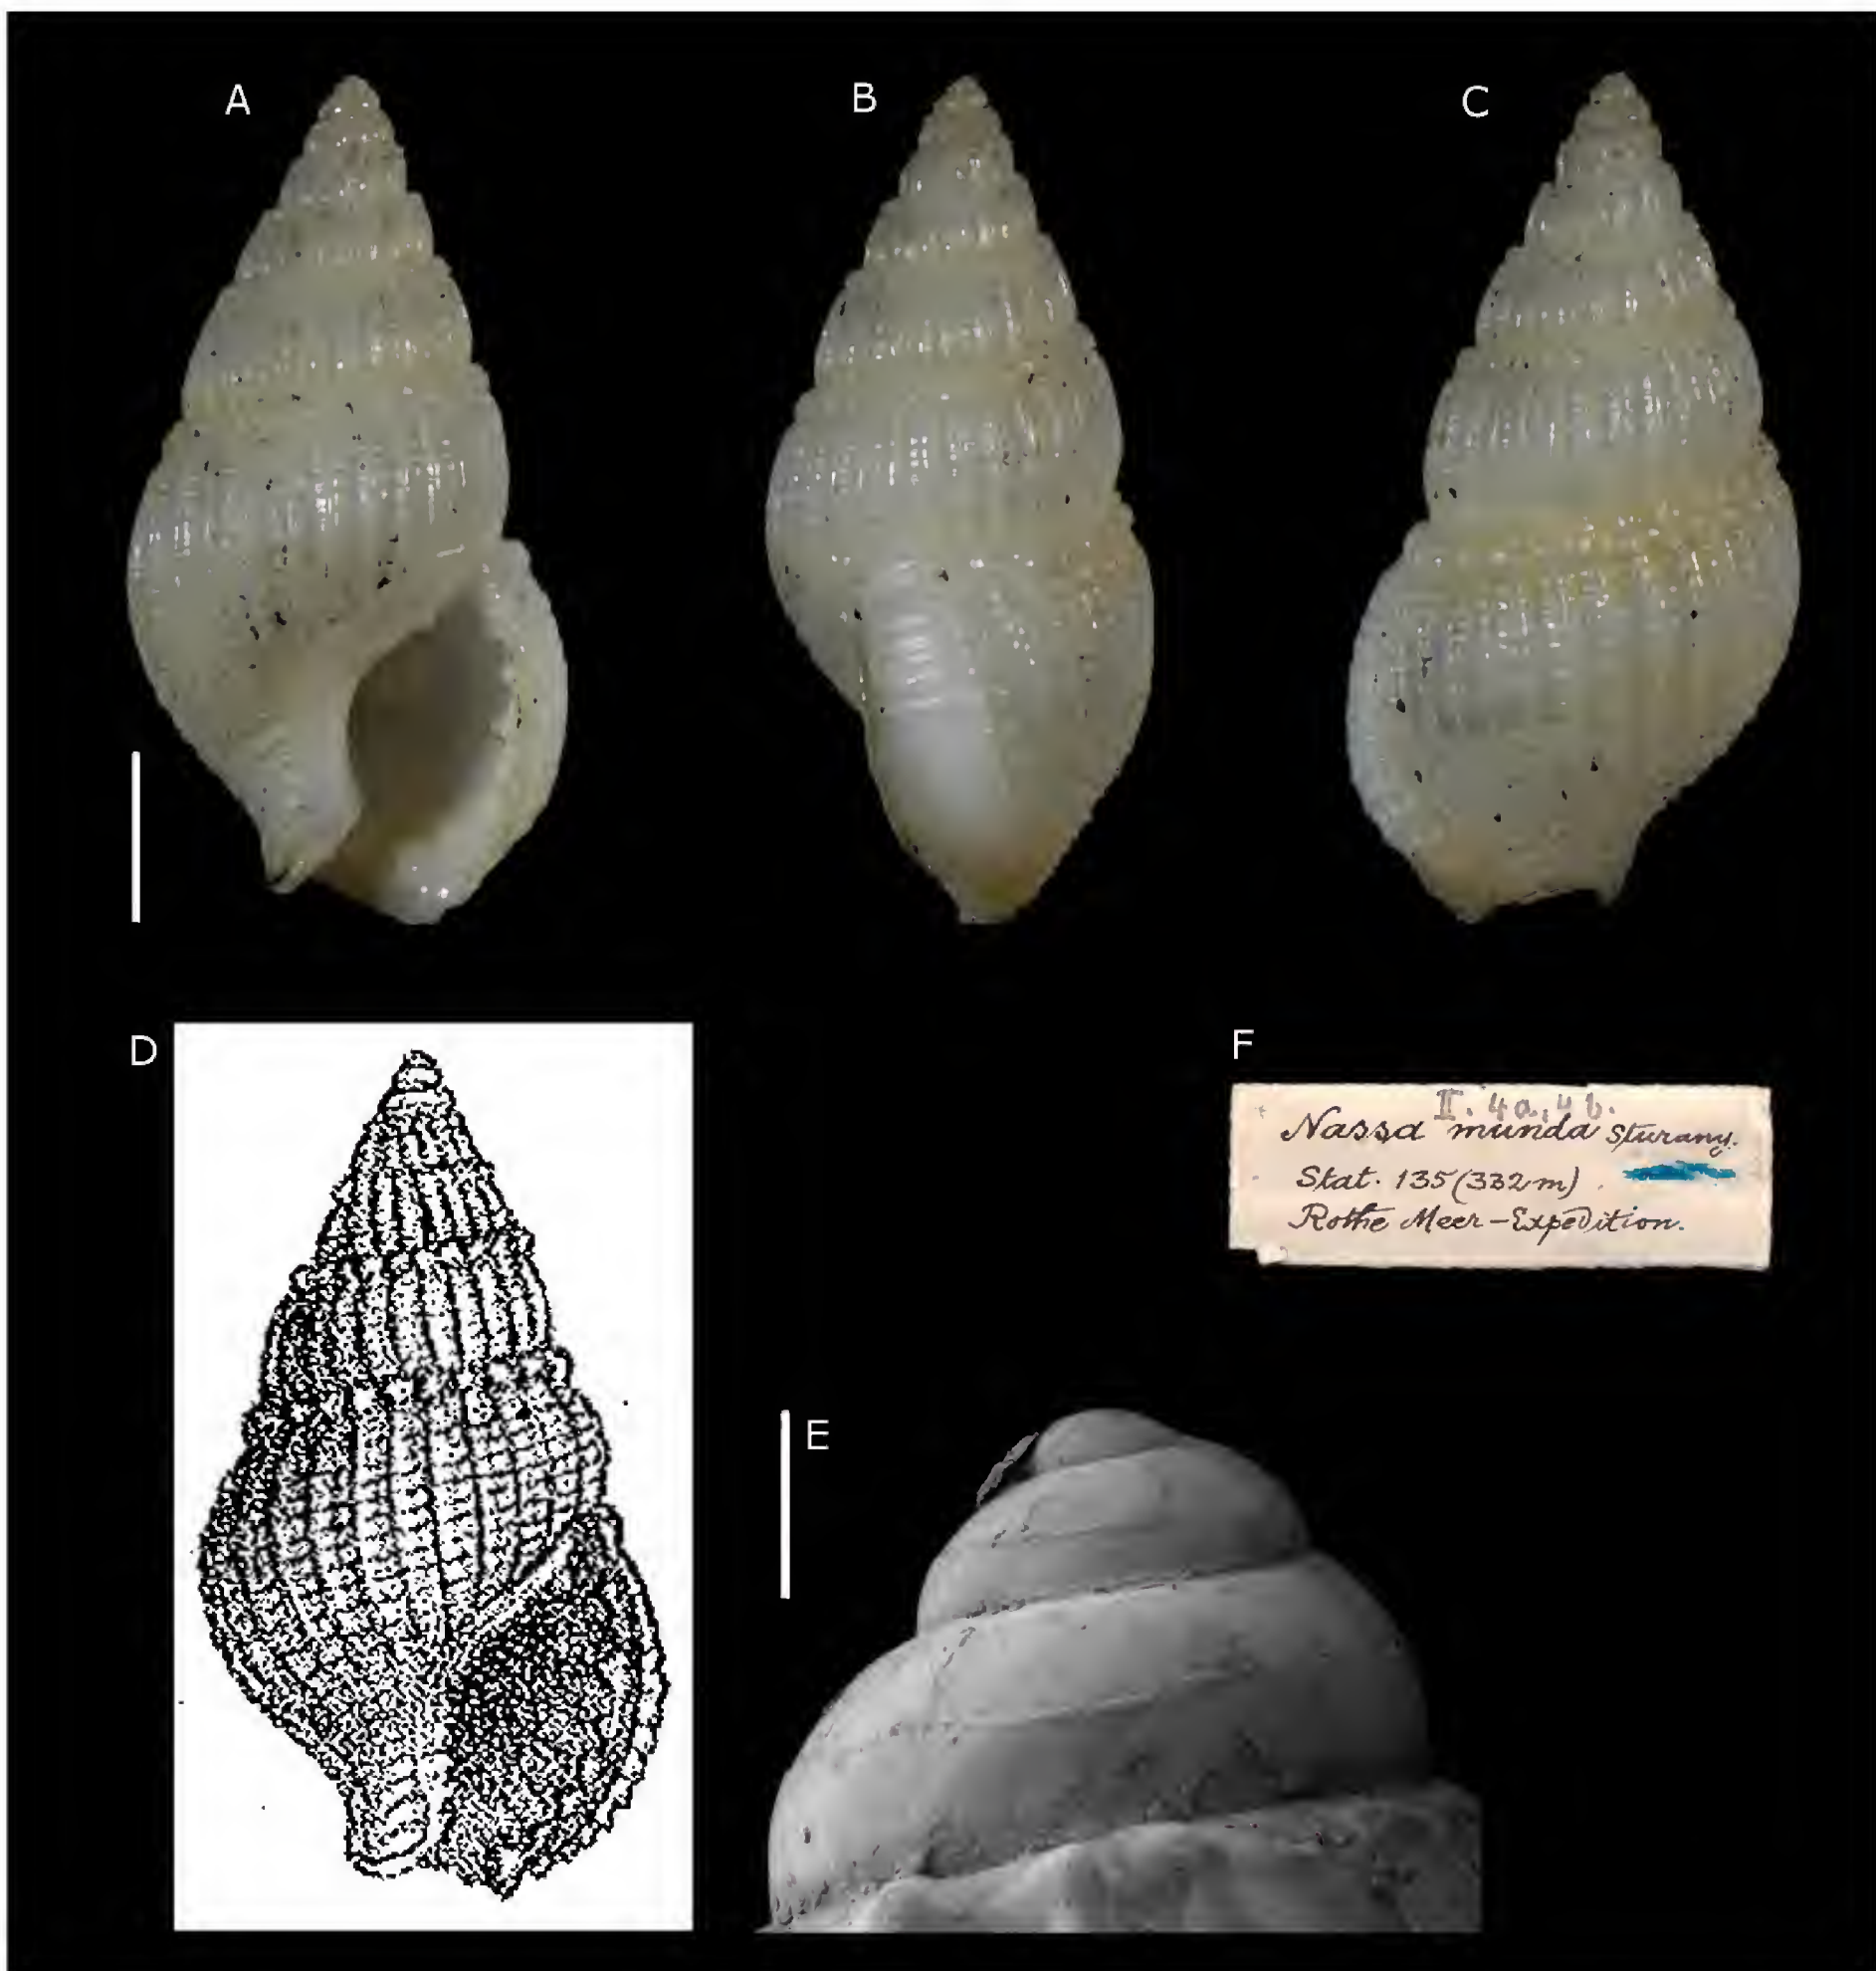 A
B
C
D
F
II. 4a, 4b.
Nassa munda Sturany.
Stat. 135 (332 m)
Rothe Meer-Expedition.
E